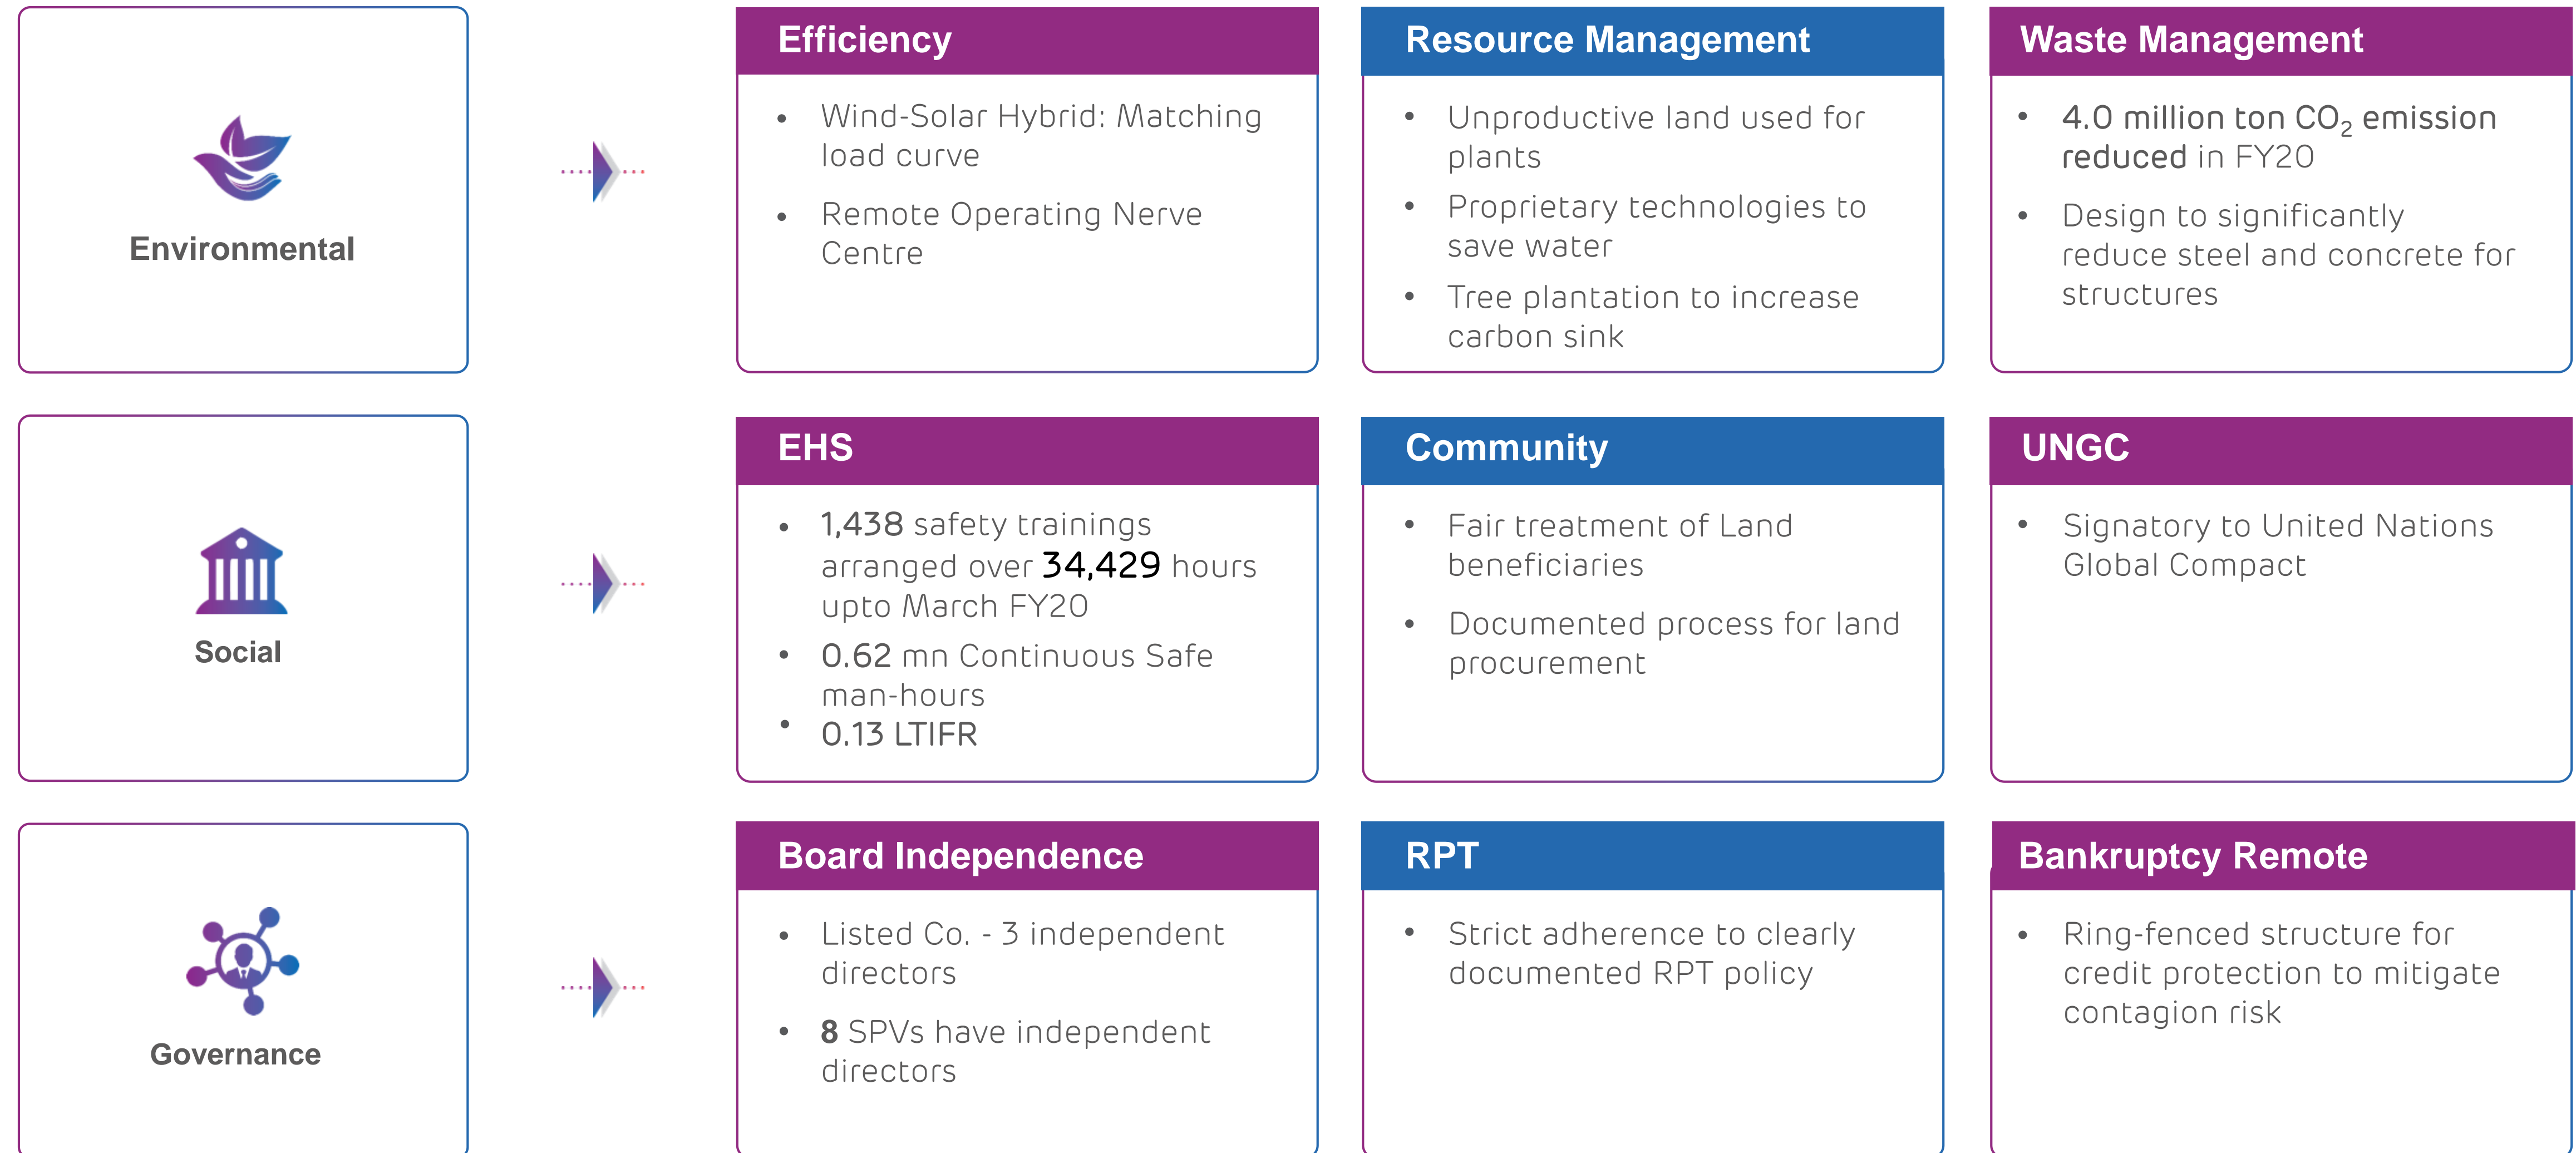 Environmental
Efficiency
• Wind-Solar Hybrid: Matching
load curve
• Remote Operating Nerve
Centre
Resource Management
• Unproductive land used for
plants
• Proprietary technologies to
save water
• Tree plantation to increase
carbon sink
Waste Management
• 4.0 million ton CO₂ emission
reduced in FY20
• Design to significantly
reduce steel and concrete for
structures
Social
EHS
• 1,438 safety trainings
arranged over 34,429 hours
upto March FY20
• 0.62 mn Continuous Safe
man-hours
• 0.13 LTIFR
Community
• Fair treatment of Land
beneficiaries
• Documented process for land
procurement
UNGC
• Signatory to United Nations
Global Compact
Governance
Board Independence
• Listed Co. - 3 independent
directors
• 8 SPVs have independent
directors
RPT
• Strict adherence to clearly
documented RPT policy
Bankruptcy Remote
• Ring-fenced structure for
credit protection to mitigate
contagion risk